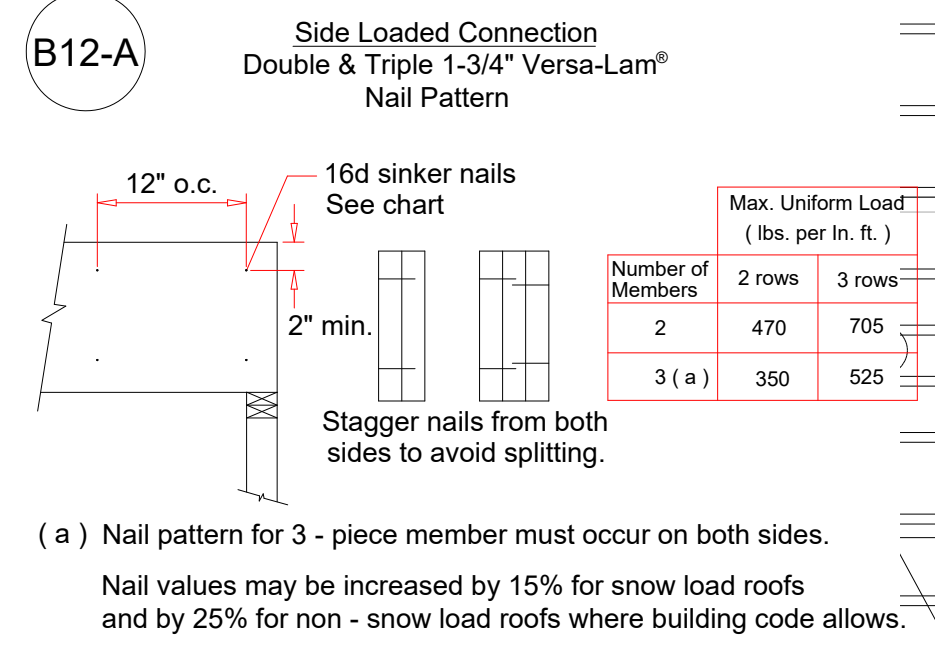 B12-A
Side Loaded Connection
Double & Triple 1-3/4" Versa-Lam®
Nail Pattern
12" o.c.
16d sinker nails
See chart
2" min.
Stagger nails from both
sides to avoid splitting.
Max. Uniform Load
( lbs. per ln. ft. )
Number of
Members
2 rows
3 rows
2
470
705
3 ( a )
350
525
( a ) Nail pattern for 3 - piece member must occur on both sides.
Nail values may be increased by 15% for snow load roofs
and by 25% for non - snow load roofs where building code allows.